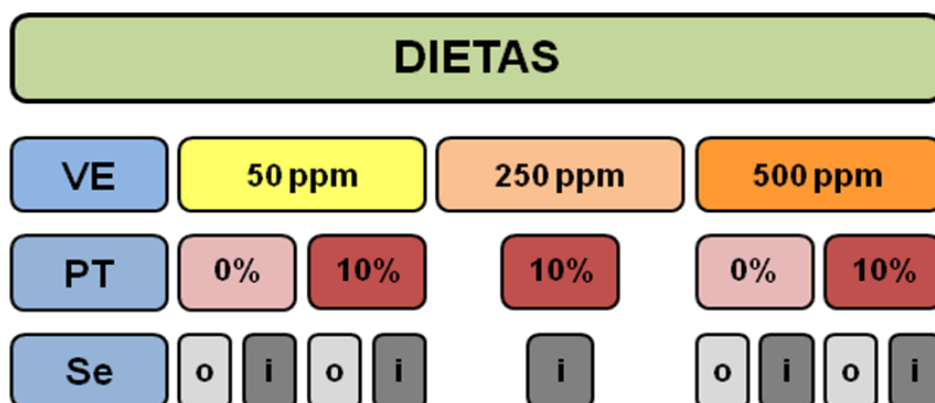 DIETAS
VE 50 ppm 250 ppm 500 ppm
PT 0% 10% 10% 0% 10%
Se o i o i i o i o i